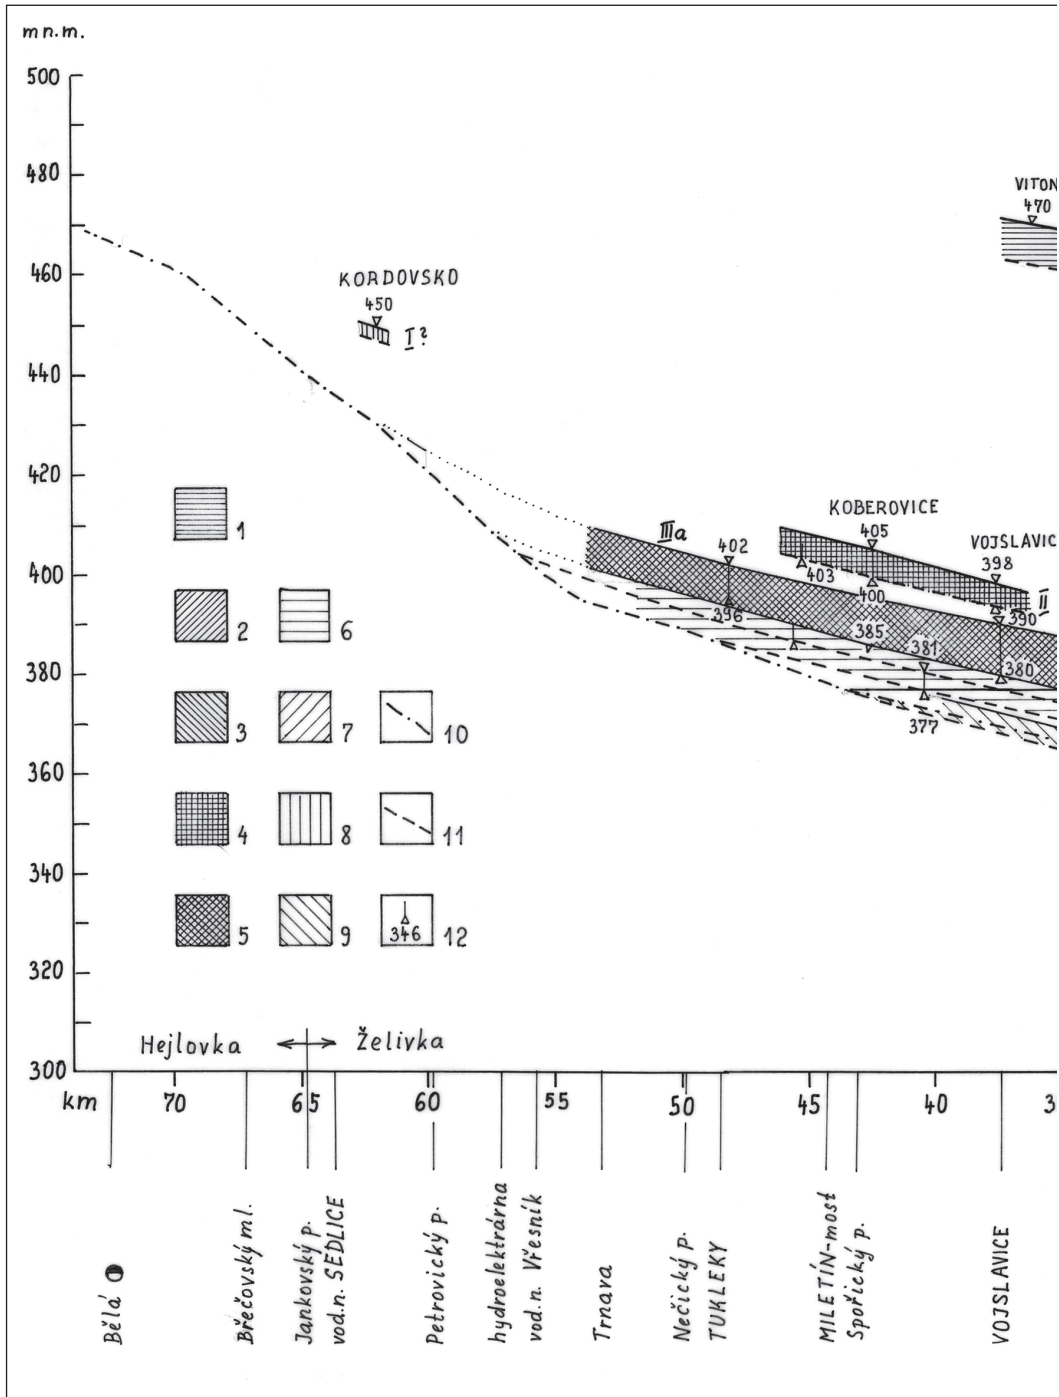 m n.m.
500
480
460
440
420
400
380
360
340
320
300
VITON
470
KORDOVSKO
450
I?
KOBEROVICE
405
VOJSLAVIC
398
IIIa
402
403
400
II
396
390
385
381
380
377
1
2
6
3
7
10
4
8
11
5
9
346
12
Hejlovka
Želivka
km
70
65
60
55
50
45
40
3
Bělá
Břečovský ml.
Jankovský p.
vod.n. SEDLICE
Petrovický p.
hydroelektrárna
vod.n. Vřesník
Trnava
Nečický p.
TUKLEKY
MILETÍN-most
Spořický p.
VOJSLAVICE